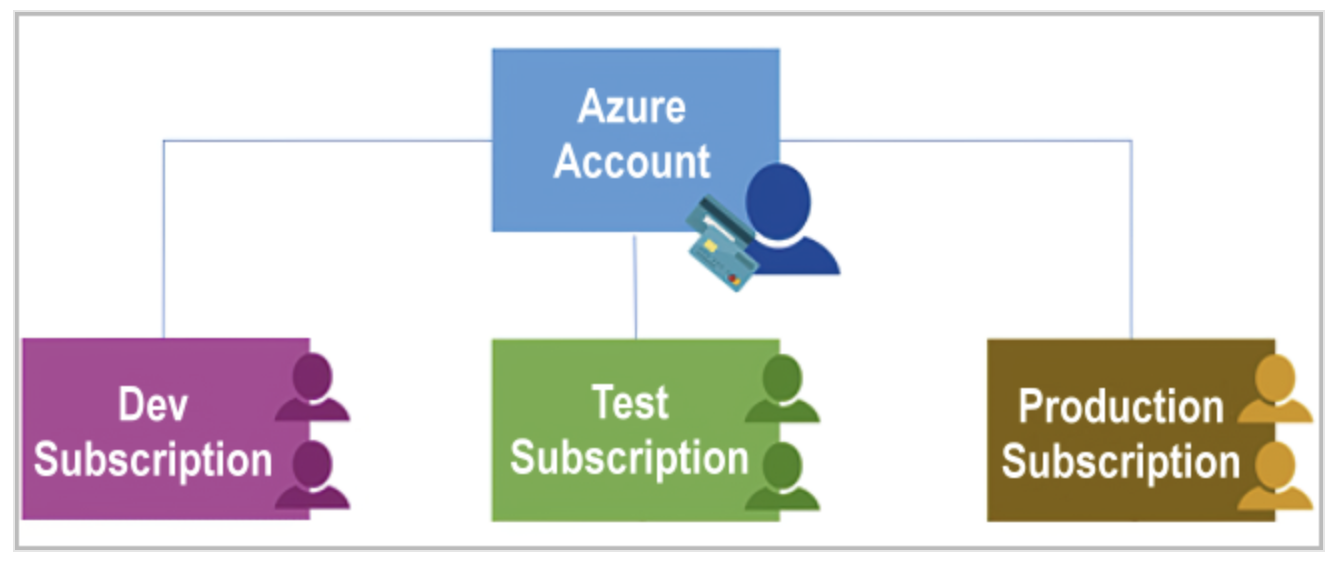 Azure
Account
Dev
Subscription
Test
Subscription
Production
Subscription